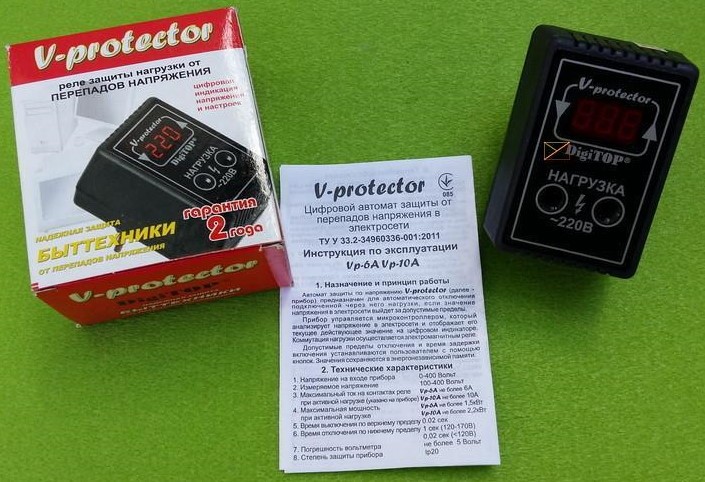 V-protector
реле защиты нагрузки от
ПЕРЕПАДОВ НАПРЯЖЕНИЯ
цифровая
индикация
напряжения
и настроек
V-protector
220
DigiTOP
НАГРУЗКА
~220В
НАДЕЖНАЯ ЗАЩИТА
БЫТТЕХНИКИ
ОТ ПЕРЕПАДОВ НАПРЯЖЕНИЯ
гарантия
2 года
V-protector
DigiTOP
V-protector
085
Цифровой автомат защиты от
перепадов напряжения в
электросети
ТУ У 33.2-34960336-001:2011
Инструкция по эксплуатации
Vp-6A Vp-10A
1. Назначение и принцип работы
Автомат защиты по напряжению V-protector (далее -
прибор) предназначен для автоматического отключения
подключенной через него нагрузки, если значение
напряжения в электросети выйдет за допустимые пределы.
Прибор управляется микроконтроллером, который
анализирует напряжение в электросети и отображает его
текущее действующее значение на цифровом индикаторе.
Коммутация нагрузки осуществляется электромагнитным реле.
Допустимые пределы отключения и время задержки
включения устанавливаются пользователем с помощью
кнопок. Значения сохраняются в энергонезависимой памяти.
2. Технические характеристики
1. Напряжение на входе прибора 0-400 Вольт
2. Измеряемое напряжение 100-400 Вольт
3. Максимальный ток на контактах реле Vp-6A не более 6А
при активной нагрузке (указано на приборе) Vp-10A не более 10А
4. Максимальная мощность Vp-6A не более 1,5кВт
при активной нагрузке Vp-10A не более 2,2кВт
5. Время выключения по верхнему пределу 0.02 сек
6. Время отключения по нижнему пределу 1 сек (120-170В)
0,02 сек (<120В)
7. Погрешность вольтметра не более 5 Вольт
8. Степень защиты прибора Ip20
V-protector
DigiTOP®
НАГРУЗКА
~220В